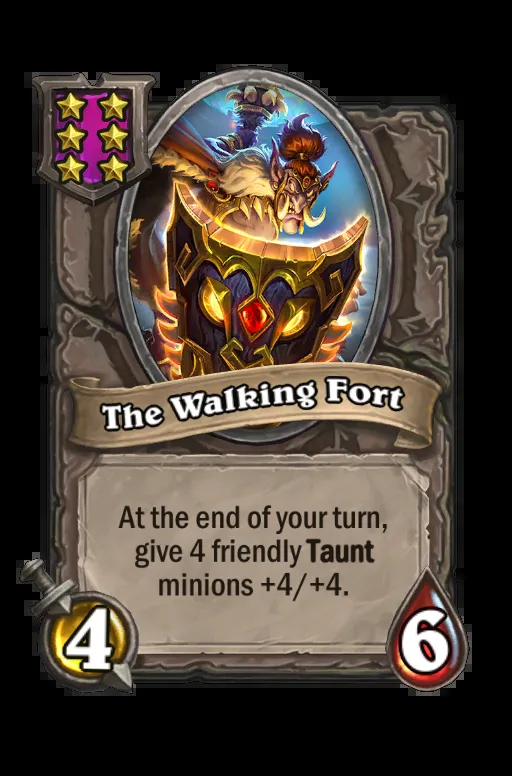 The Walking Fort
At the end of your turn,
give 4 friendly Taunt
minions +4/+4.
4
6